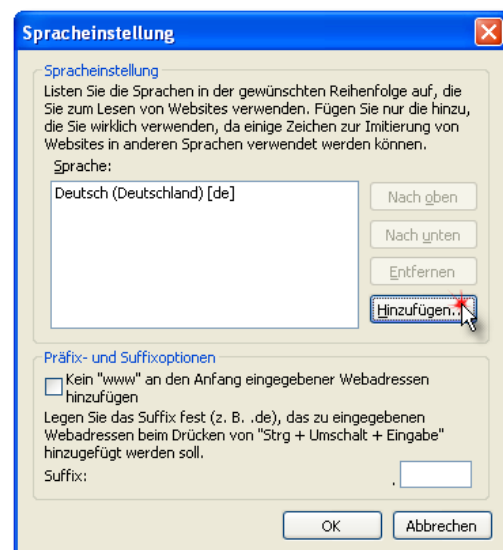 Spracheinstellung
Spracheinstellung
Listen Sie die Sprachen in der gewünschten Reihenfolge auf, die
Sie zum Lesen von Websites verwenden. Fügen Sie nur die hinzu,
die Sie wirklich verwenden, da einige Zeichen zur Imitierung von
Websites in anderen Sprachen verwendet werden können.
Sprache:
Deutsch (Deutschland) [de]
Nach oben
Nach unten
Entfernen
Hinzufügen...
Präfix- und Suffixoptionen
Kein "www" an den Anfang eingegebener Webadressen
hinzufügen
Legen Sie das Suffix fest (z. B. .de), das zu eingegebenen
Webadressen beim Drücken von "Strg + Umschalt + Eingabe"
hinzugefügt werden soll.
Suffix: .
OK Abbrechen